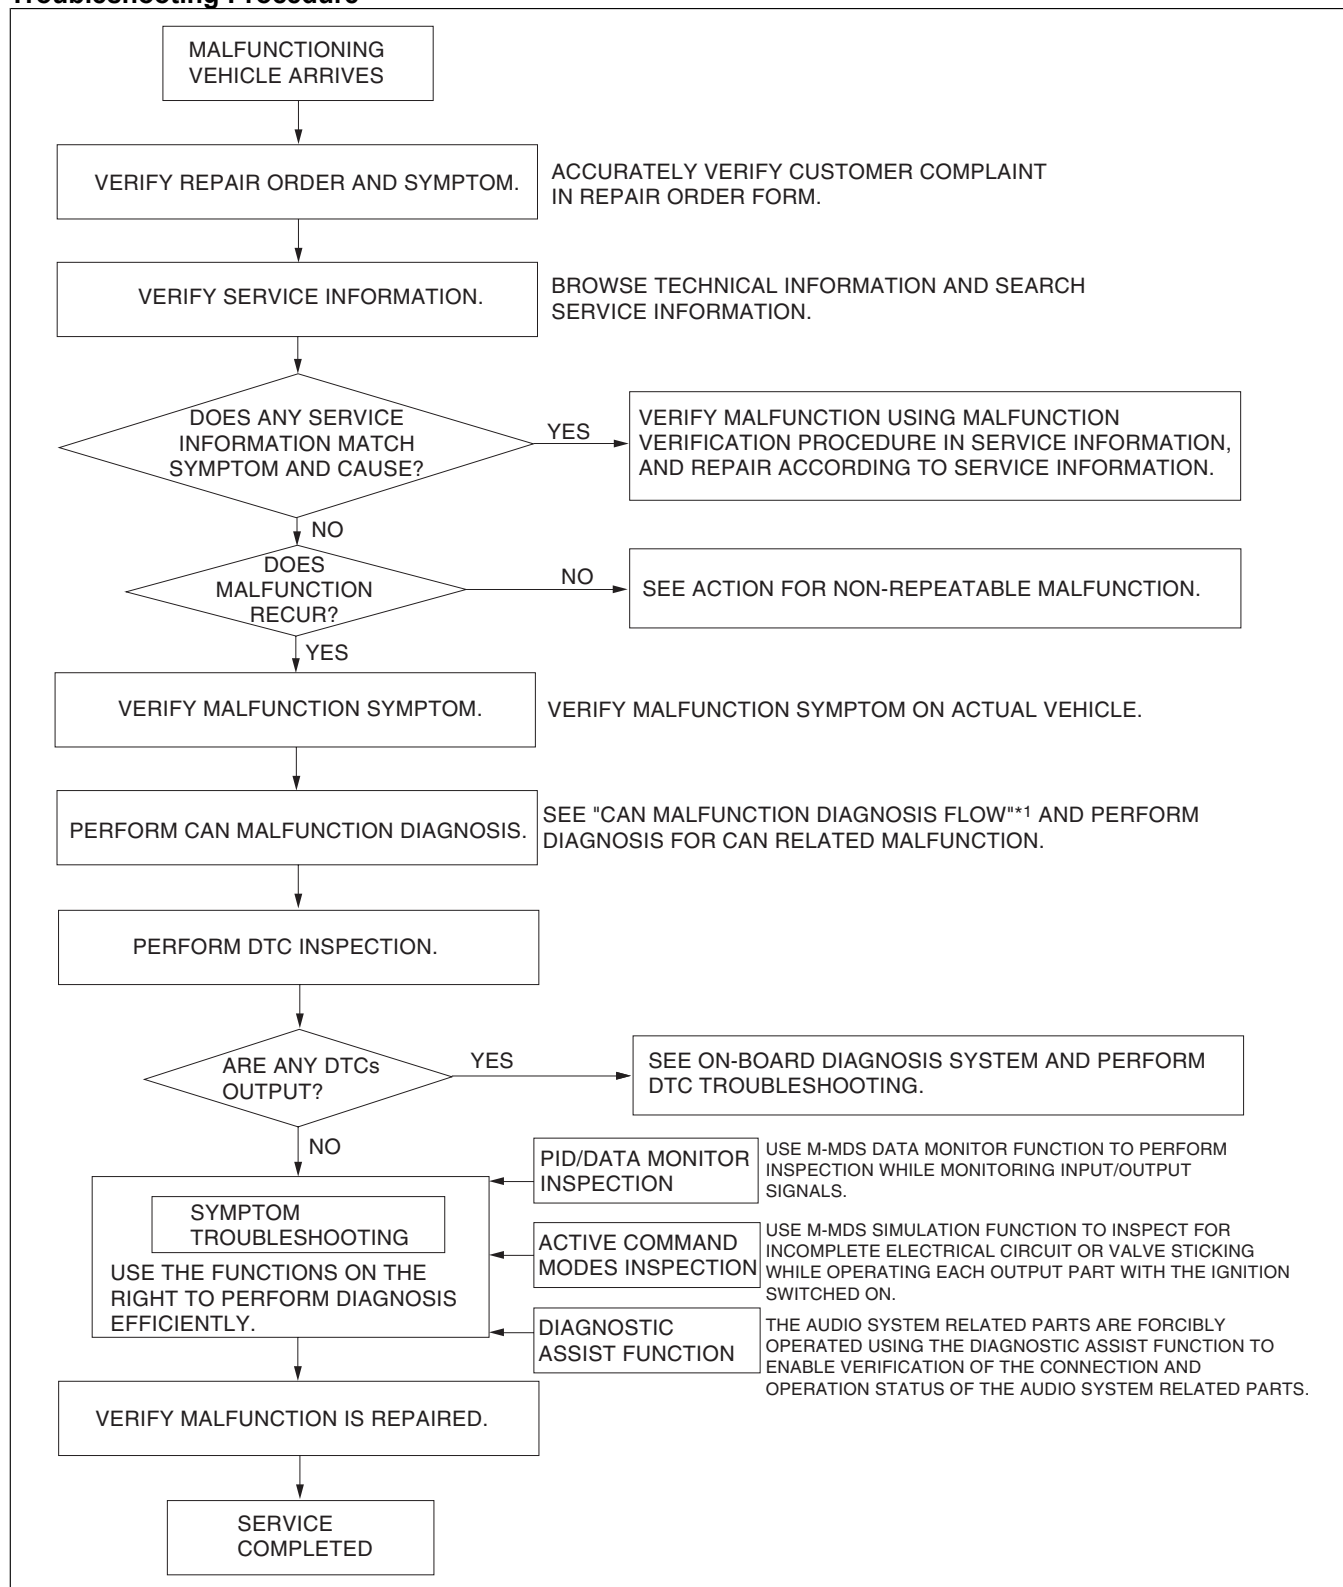 Troubleshooting Procedure
MALFUNCTIONING
VEHICLE ARRIVES
VERIFY REPAIR ORDER AND SYMPTOM.
ACCURATELY VERIFY CUSTOMER COMPLAINT
IN REPAIR ORDER FORM.
VERIFY SERVICE INFORMATION.
BROWSE TECHNICAL INFORMATION AND SEARCH
SERVICE INFORMATION.
DOES ANY SERVICE
INFORMATION MATCH
SYMPTOM AND CAUSE?
YES
VERIFY MALFUNCTION USING MALFUNCTION
VERIFICATION PROCEDURE IN SERVICE INFORMATION,
AND REPAIR ACCORDING TO SERVICE INFORMATION.
NO
DOES
MALFUNCTION
RECUR?
NO
SEE ACTION FOR NON-REPEATABLE MALFUNCTION.
YES
VERIFY MALFUNCTION SYMPTOM.
VERIFY MALFUNCTION SYMPTOM ON ACTUAL VEHICLE.
PERFORM CAN MALFUNCTION DIAGNOSIS.
SEE "CAN MALFUNCTION DIAGNOSIS FLOW"*1 AND PERFORM
DIAGNOSIS FOR CAN RELATED MALFUNCTION.
PERFORM DTC INSPECTION.
ARE ANY DTCs
OUTPUT?
YES
SEE ON-BOARD DIAGNOSIS SYSTEM AND PERFORM
DTC TROUBLESHOOTING.
NO
SYMPTOM
TROUBLESHOOTING
USE THE FUNCTIONS ON THE
RIGHT TO PERFORM DIAGNOSIS
EFFICIENTLY.
PID/DATA MONITOR
INSPECTION
USE M-MDS DATA MONITOR FUNCTION TO PERFORM
INSPECTION WHILE MONITORING INPUT/OUTPUT
SIGNALS.
ACTIVE COMMAND
MODES INSPECTION
USE M-MDS SIMULATION FUNCTION TO INSPECT FOR
INCOMPLETE ELECTRICAL CIRCUIT OR VALVE STICKING
WHILE OPERATING EACH OUTPUT PART WITH THE IGNITION
SWITCHED ON.
DIAGNOSTIC
ASSIST FUNCTION
THE AUDIO SYSTEM RELATED PARTS ARE FORCIBLY
OPERATED USING THE DIAGNOSTIC ASSIST FUNCTION TO
ENABLE VERIFICATION OF THE CONNECTION AND
OPERATION STATUS OF THE AUDIO SYSTEM RELATED PARTS.
VERIFY MALFUNCTION IS REPAIRED.
SERVICE
COMPLETED